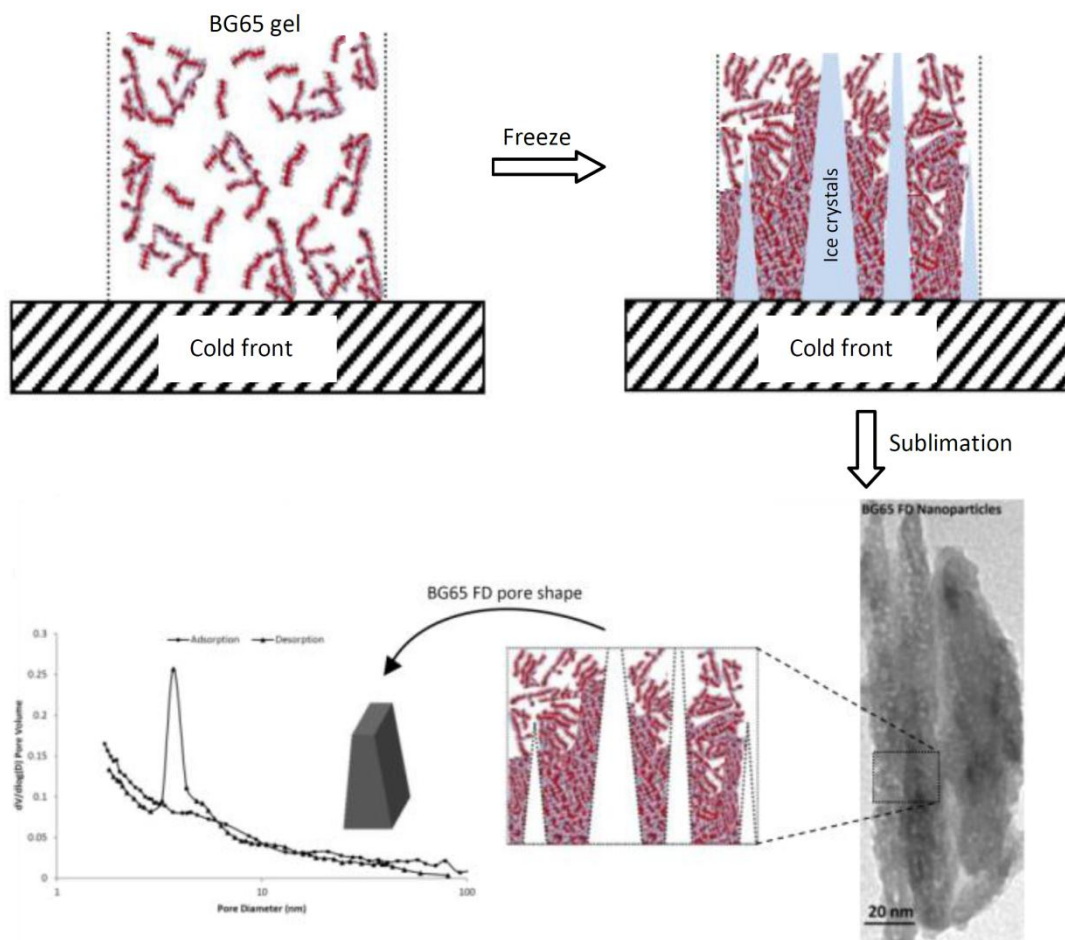 BG65 gel
Freeze
Ice crystals
Cold front
Cold front
Sublimation
BG65 FD Nanoparticles
BG65 FD pore shape
0.3
Adsorption
Desorption
0.25
0.2
0.15
0.1
0.05
0
dV/dlog(D) Pore Volume
1
10
100
Pore Diameter (nm)
20 nm